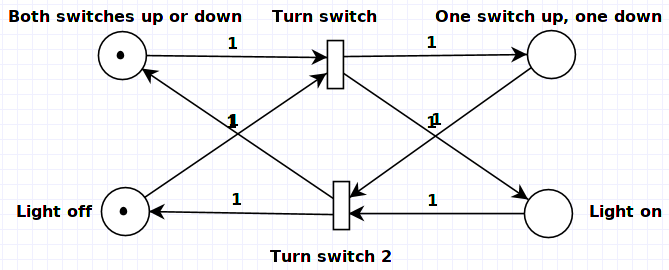 Both switches up or down
Turn switch
One switch up, one down
1
1
1
1
1
1
Light off
1
1
Light on
Turn switch 2